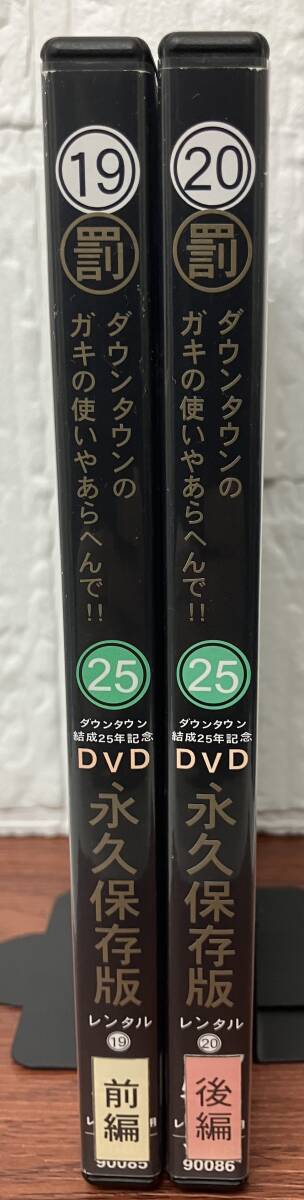 19
罰
ダウンタウンの
ガキの使いやあらへんで!!
25
ダウンタウン
結成25年記念
DVD
永久保存版
レンタル
19
前編
90085
20
罰
ダウンタウンの
ガキの使いやあらへんで!!
25
ダウンタウン
結成25年記念
DVD
永久保存版
レンタル
20
後編
90086